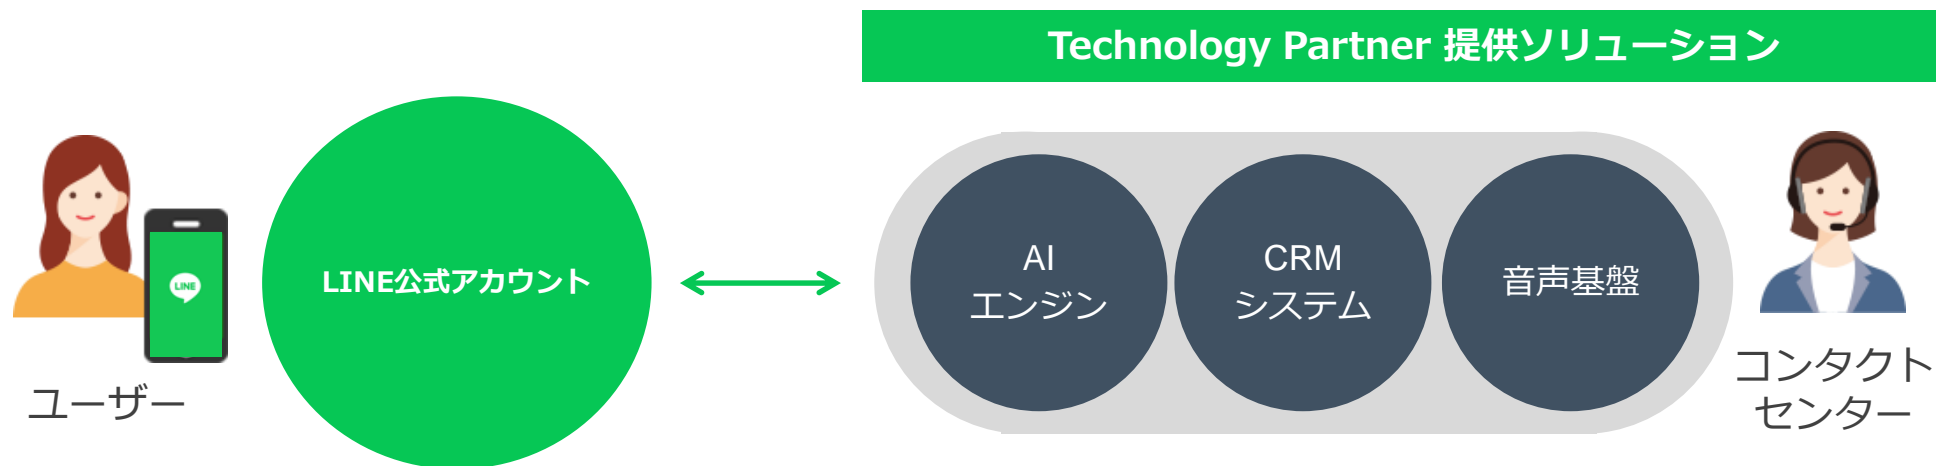 Technology Partner 提供ソリューション
LINE
ユーザー
LINE公式アカウント
AI
エンジン
CRM
システム
音声基盤
コンタクト
センター